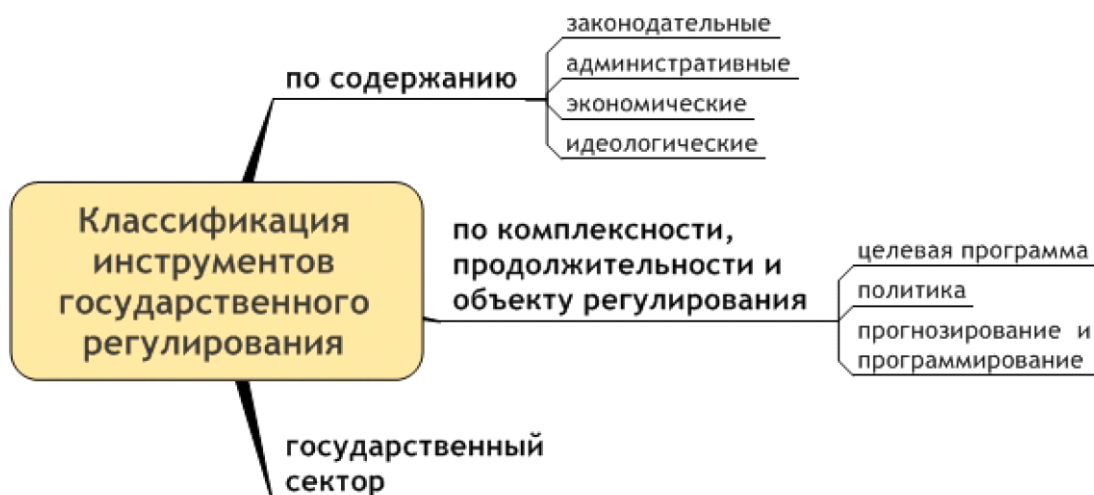 законодательные
по содержанию
административные
экономические
идеологические
Классификация
инструментов
государственного
регулирования
по комплексности,
продолжительности и
объекту регулирования
целевая программа
политика
прогнозирование и
программирование
государственный
сектор